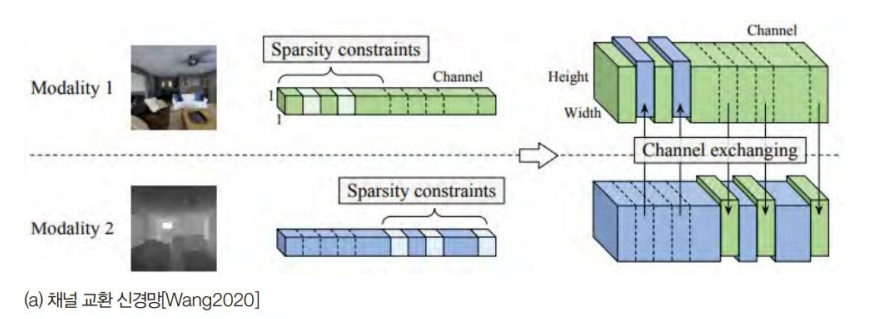 Channel
Sparsity constraints
Height
Modality 1
Channel
1
1
Width
Channel exchanging
Sparsity constraints
Modality 2
(a) 채널 교환 신경망[Wang2020]